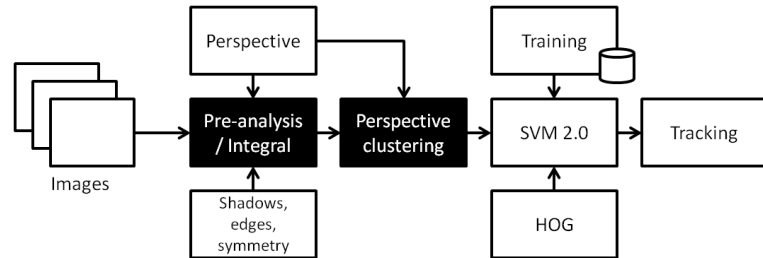 Perspective
Training
Images
Pre-analysis
/ Integral
Perspective
clustering
SVM 2.0
Tracking
Shadows,
edges,
symmetry
HOG